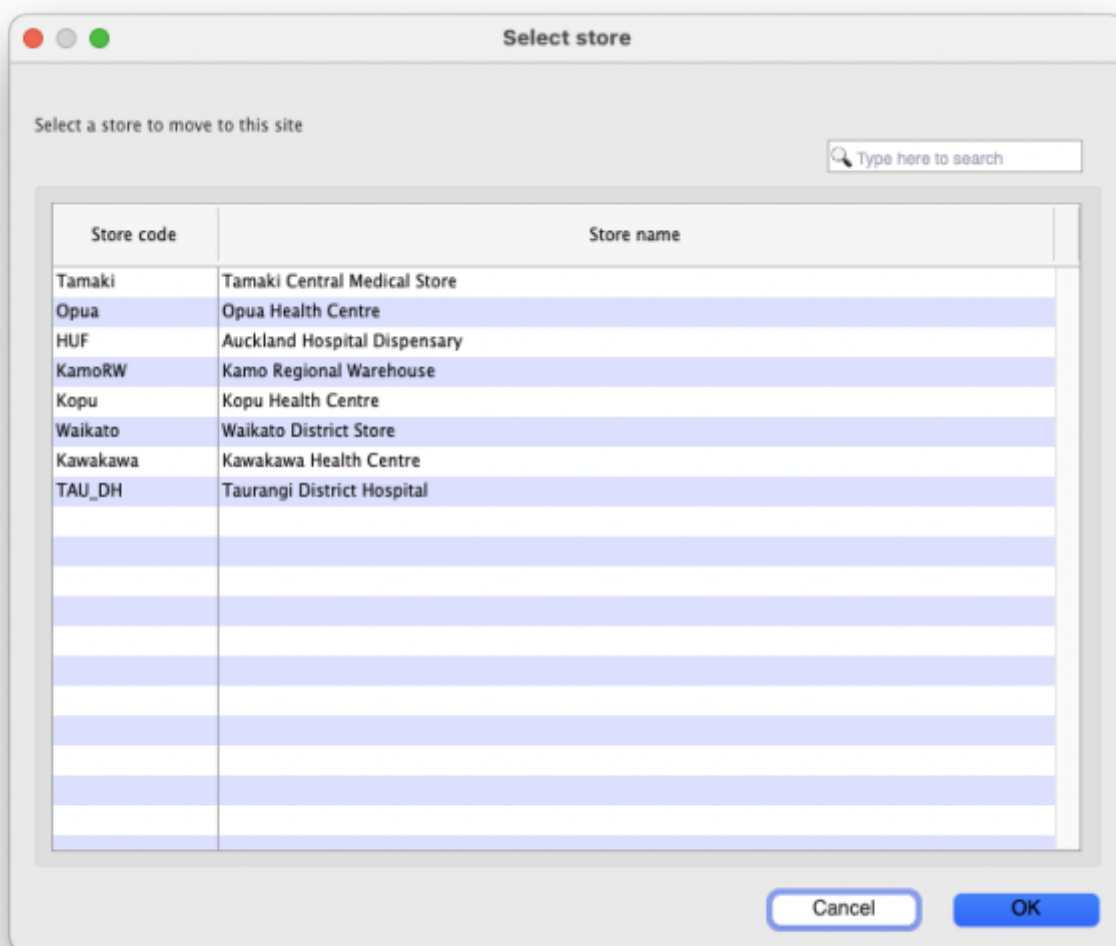 Select store
Select a store to move to this site
Type here to search
Store code Store name
Tamaki Tamaki Central Medical Store
Opua Opua Health Centre
HUF Auckland Hospital Dispensary
KamoRW Kamo Regional Warehouse
Kopu Kopu Health Centre
Waikato Waikato District Store
Kawakawa Kawakawa Health Centre
TAU_DH Taurangi District Hospital
Cancel OK